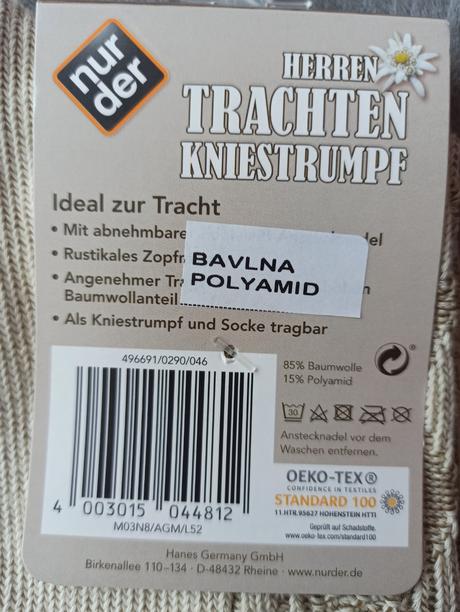 nur
der
HERREN
TRACHTEN
KNIESTRUMPF
Ideal zur Tracht
• Mit abnehmbare
• Rustikales Zopf
• Angenehmer
Baumwollanteil
• Als Kniestrumpf und Socke tragbar
BAVLNA
POLYAMID
496691/0290/046
4 003015 044812
M03N8/AGM/L52
85% Baumwolle
15% Polyamid
30
Anstecknadel vor dem
Waschen entfernen.
OEKO-TEX®
CONFIDENCE IN TEXTILES
STANDARD 100
11.HTR.95627 HOHENSTEIN HTTI
Geprüft auf Schadstoffe.
www.oeko-tex.com/standard100
Hanes Germany GmbH
Birkenallee 110–134 · D-48432 Rheine · www.nurder.de